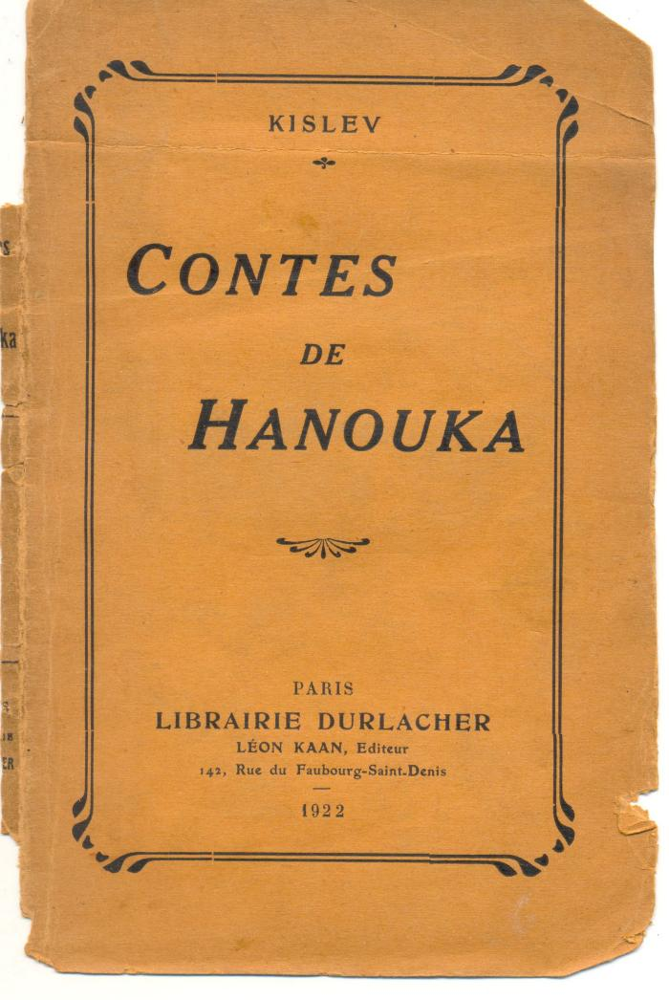 KISLEV
CONTES
DE
HANOUKA
PARIS
LIBRAIRIE DURLACHER
LÉON KAAN, Editeur
142, Rue du Faubourg-Saint-Denis
1922